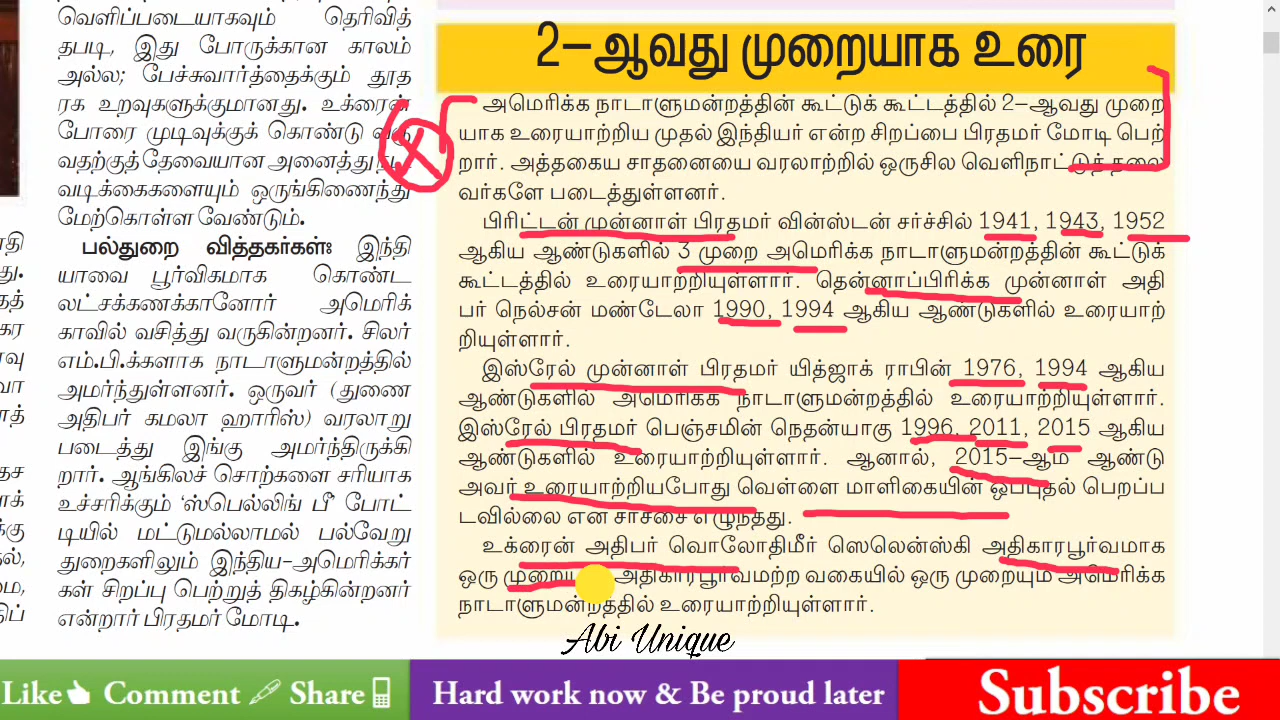 வெளிப்படையாகவும் தெரிவித்
தபடி, இது போருக்கான காலம்
அல்ல; பேச்சுவார்த்தைக்கும் தூத
ரக உறவுகளுக்குமானது. உக்ரைன்
போரை முடிவுக்குக் கொண்டு வரு
வதற்குத் தேவையான அனைத்து நட
வடிக்கைகளையும் ஒருங்கிணைந்து
மேற்கொள்ள வேண்டும்.
பல்துறை வித்தகர்கள்: இந்தி
யாவை பூர்விகமாக கொண்ட
லட்சக்கணக்கானோர் அமெரிக்
காவில் வசித்து வருகின்றனர். சிலர்
எம்.பி.க்களாக நாடாளுமன்றத்தில்
அமர்ந்துள்ளனர். ஒருவர் (துணை
அதிபர் கமலா ஹாரிஸ்) வரலாறு
படைத்து இங்கு அமர்ந்திருக்கி
றார். ஆங்கிலச் சொற்களை சரியாக
உச்சரிக்கும் 'ஸ்பெல்லிங் பீ' போட்
டியில் மட்டுமல்லாமல் பல்வேறு
துறைகளிலும் இந்திய-அமெரிக்கர்
கள் சிறப்பு பெற்றுத் திகழ்கின்றனர்
என்றார் பிரதமர் மோடி.
2-ஆவது முறையாக உரை
அமெரிக்க நாடாளுமன்றத்தின் கூட்டுக் கூட்டத்தில் 2-ஆவது முறை
யாக உரையாற்றிய முதல் இந்தியர் என்ற சிறப்பை பிரதமர் மோடி பெற்
றார். அத்தகைய சாதனையை வரலாற்றில் ஒருசில வெளிநாட்டுத் தலை
வர்களே படைத்துள்ளனர்.
பிரிட்டன் முன்னாள் பிரதமர் வின்ஸ்டன் சர்ச்சில் 1941, 1943, 1952
ஆகிய ஆண்டுகளில் 3 முறை அமெரிக்க நாடாளுமன்றத்தின் கூட்டுக்
கூட்டத்தில் உரையாற்றியுள்ளார். தென்னாப்பிரிக்க முன்னாள் அதி
பர் நெல்சன் மண்டேலா 1990, 1994 ஆகிய ஆண்டுகளில் உரையாற்
றியுள்ளார்.
இஸ்ரேல் முன்னாள் பிரதமர் யித்ஜாக் ராபின் 1976, 1994 ஆகிய
ஆண்டுகளில் அமெரிக்க நாடாளுமன்றத்தில் உரையாற்றியுள்ளார்.
இஸ்ரேல் பிரதமர் பெஞ்சமின் நெதன்யாகு 1996, 2011, 2015 ஆகிய
ஆண்டுகளில் உரையாற்றியுள்ளார். ஆனால், 2015-ஆம் ஆண்டு
அவர் உரையாற்றியபோது வெள்ளை மாளிகையின் ஒப்புதல் பெறப்ப
டவில்லை என சர்ச்சை எழுந்தது.
உக்ரைன் அதிபர் வொலோதிமீர் ஸெலென்ஸ்கி அதிகாரபூர்வமாக
ஒரு அதிகாரபூர்வமற்ற வகையில் ஒரு முறையும் அமெரிக்க
நாடாளுமன்றத்தில் உரையாற்றியுள்ளார்.
Abi Unique
Like Comment Share
Hard work now & Be proud later
Subscribe